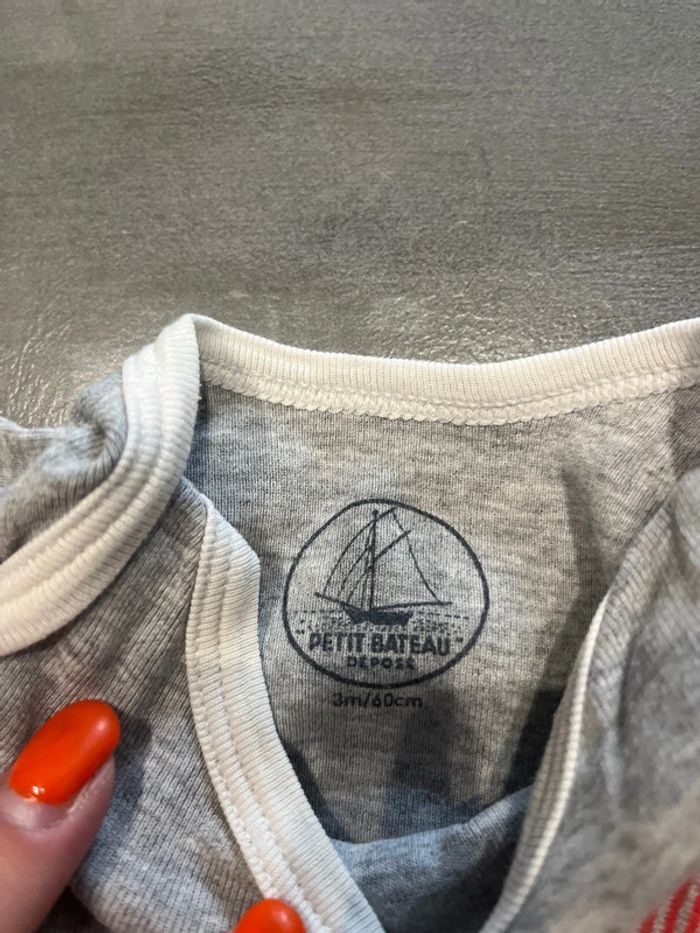 PETIT BATEAU
DÉPOSÉ
3m/60cm